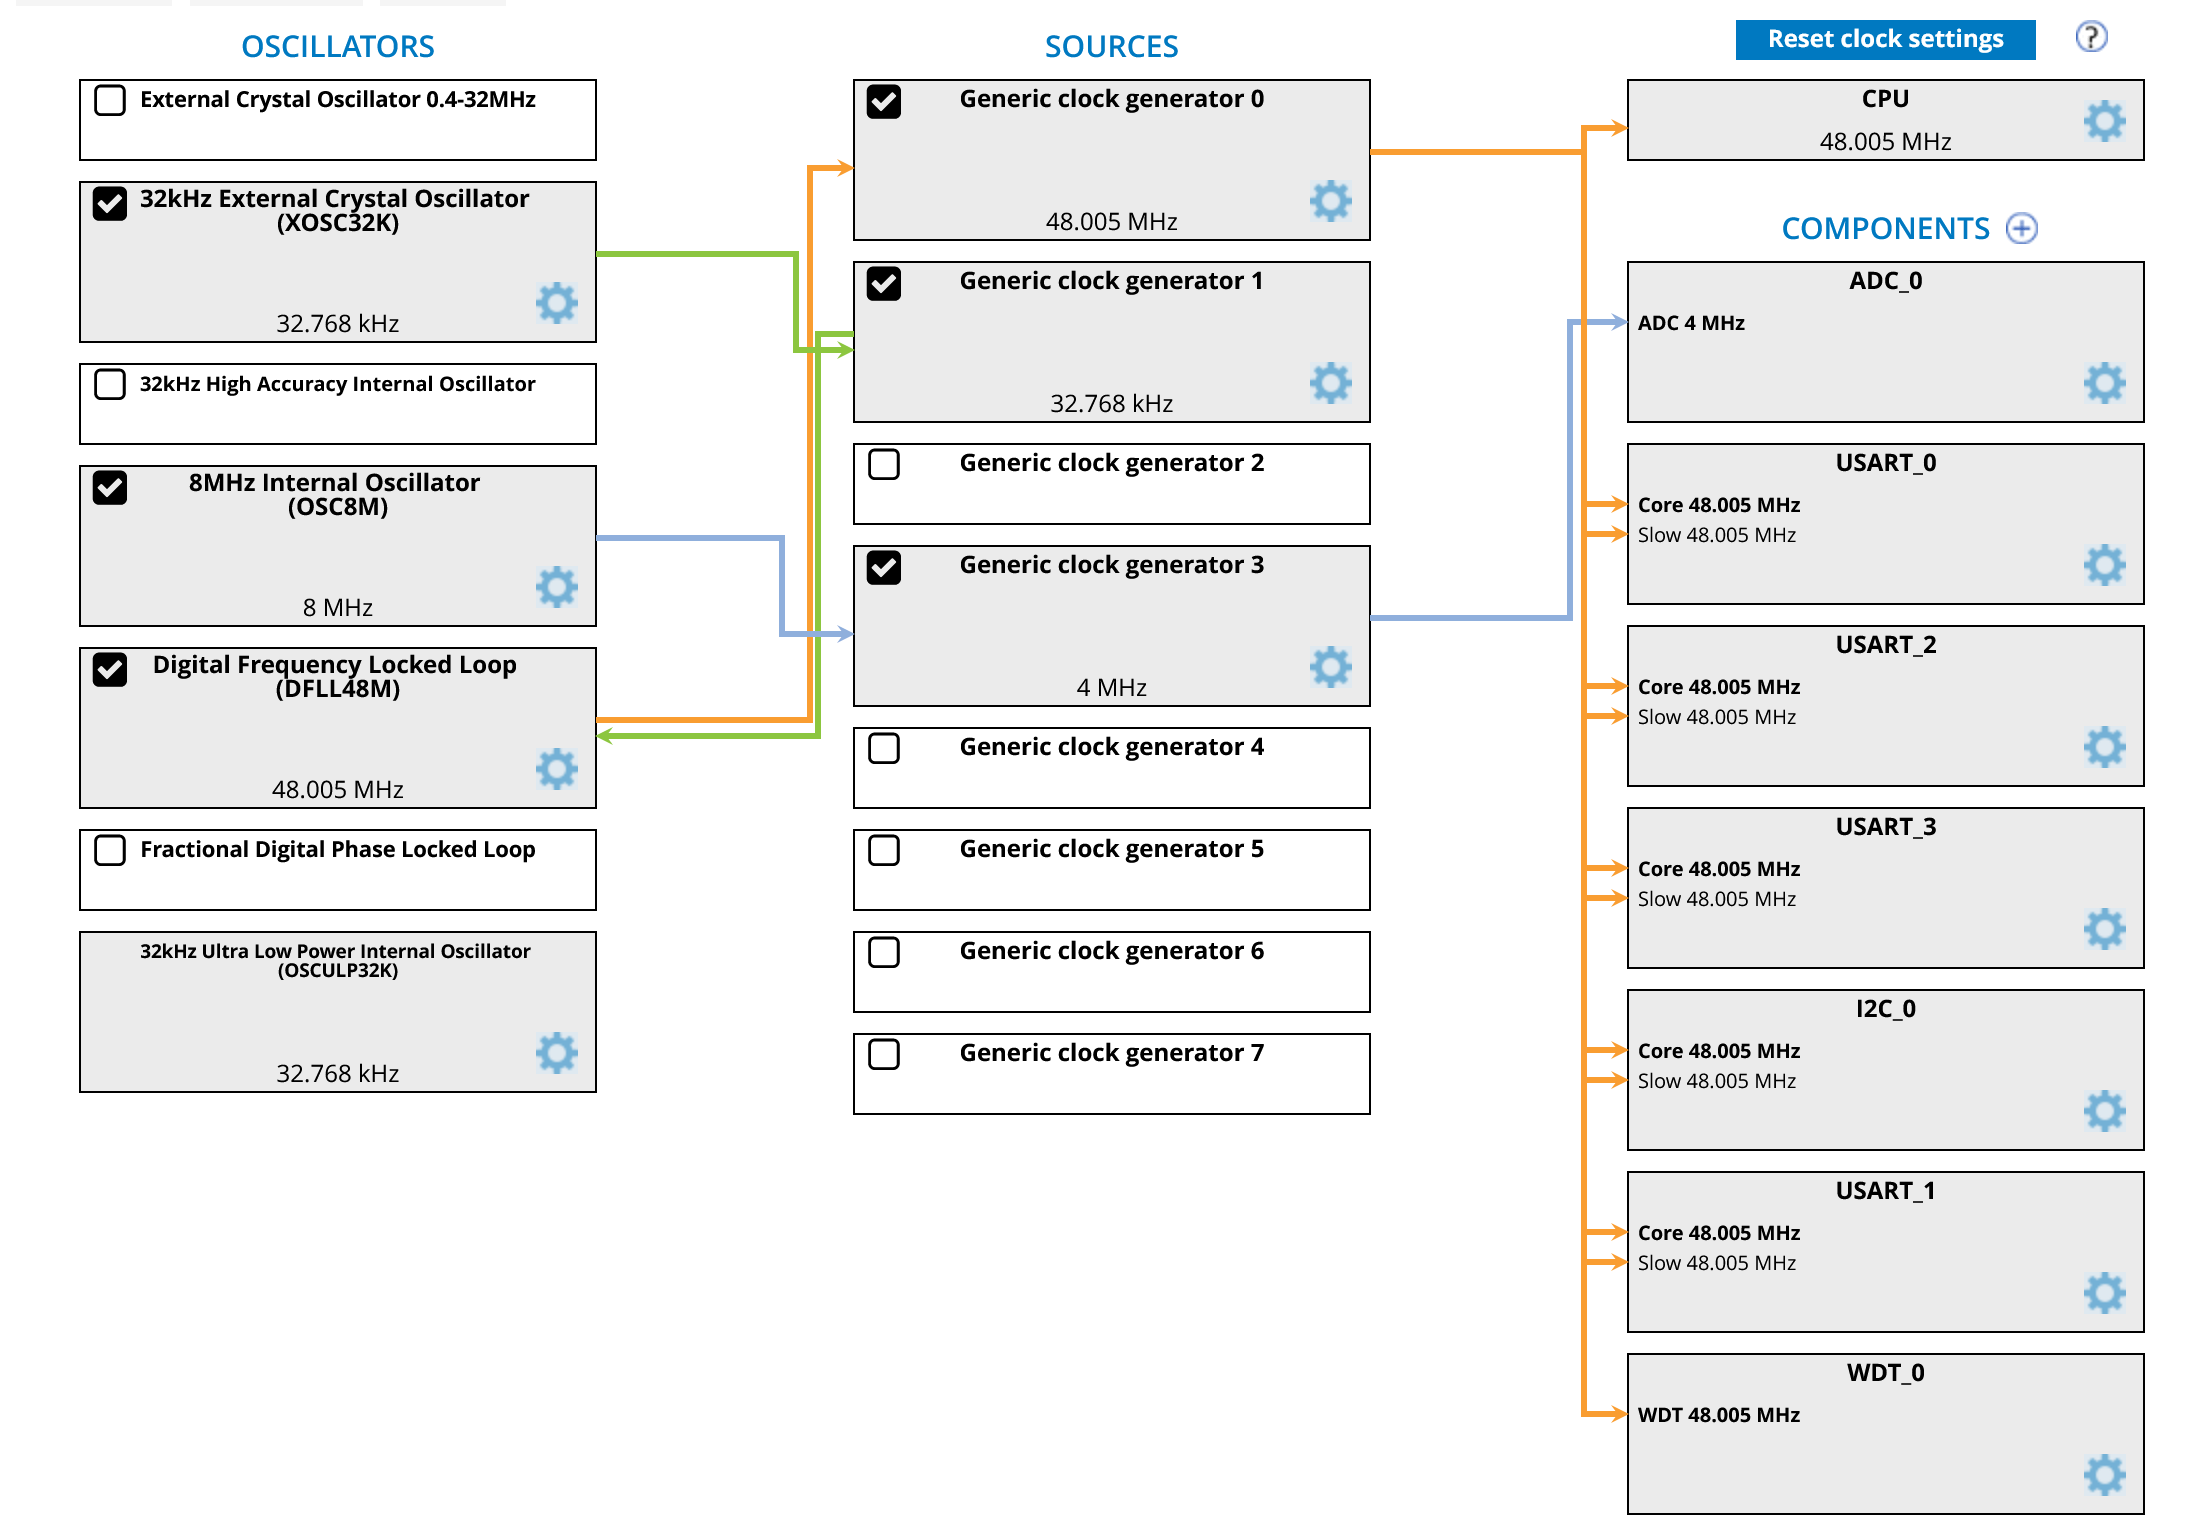 OSCILLATORS
External Crystal Oscillator 0.4-32MHz
32kHz External Crystal Oscillator
(XOSC32K)
32.768 kHz
32kHz High Accuracy Internal Oscillator
8MHz Internal Oscillator
(OSC8M)
8 MHz
Digital Frequency Locked Loop
(DFLL48M)
48.005 MHz
Fractional Digital Phase Locked Loop
32kHz Ultra Low Power Internal Oscillator
(OSCULP32K)
32.768 kHz
SOURCES
Generic clock generator 0
48.005 MHz
Generic clock generator 1
32.768 kHz
Generic clock generator 2
Generic clock generator 3
4 MHz
Generic clock generator 4
Generic clock generator 5
Generic clock generator 6
Generic clock generator 7
Reset clock settings
?
CPU
48.005 MHz
COMPONENTS
ADC_0
ADC 4 MHz
USART_0
Core 48.005 MHz
Slow 48.005 MHz
USART_2
Core 48.005 MHz
Slow 48.005 MHz
USART_3
Core 48.005 MHz
Slow 48.005 MHz
I2C_0
Core 48.005 MHz
Slow 48.005 MHz
USART_1
Core 48.005 MHz
Slow 48.005 MHz
WDT_0
WDT 48.005 MHz